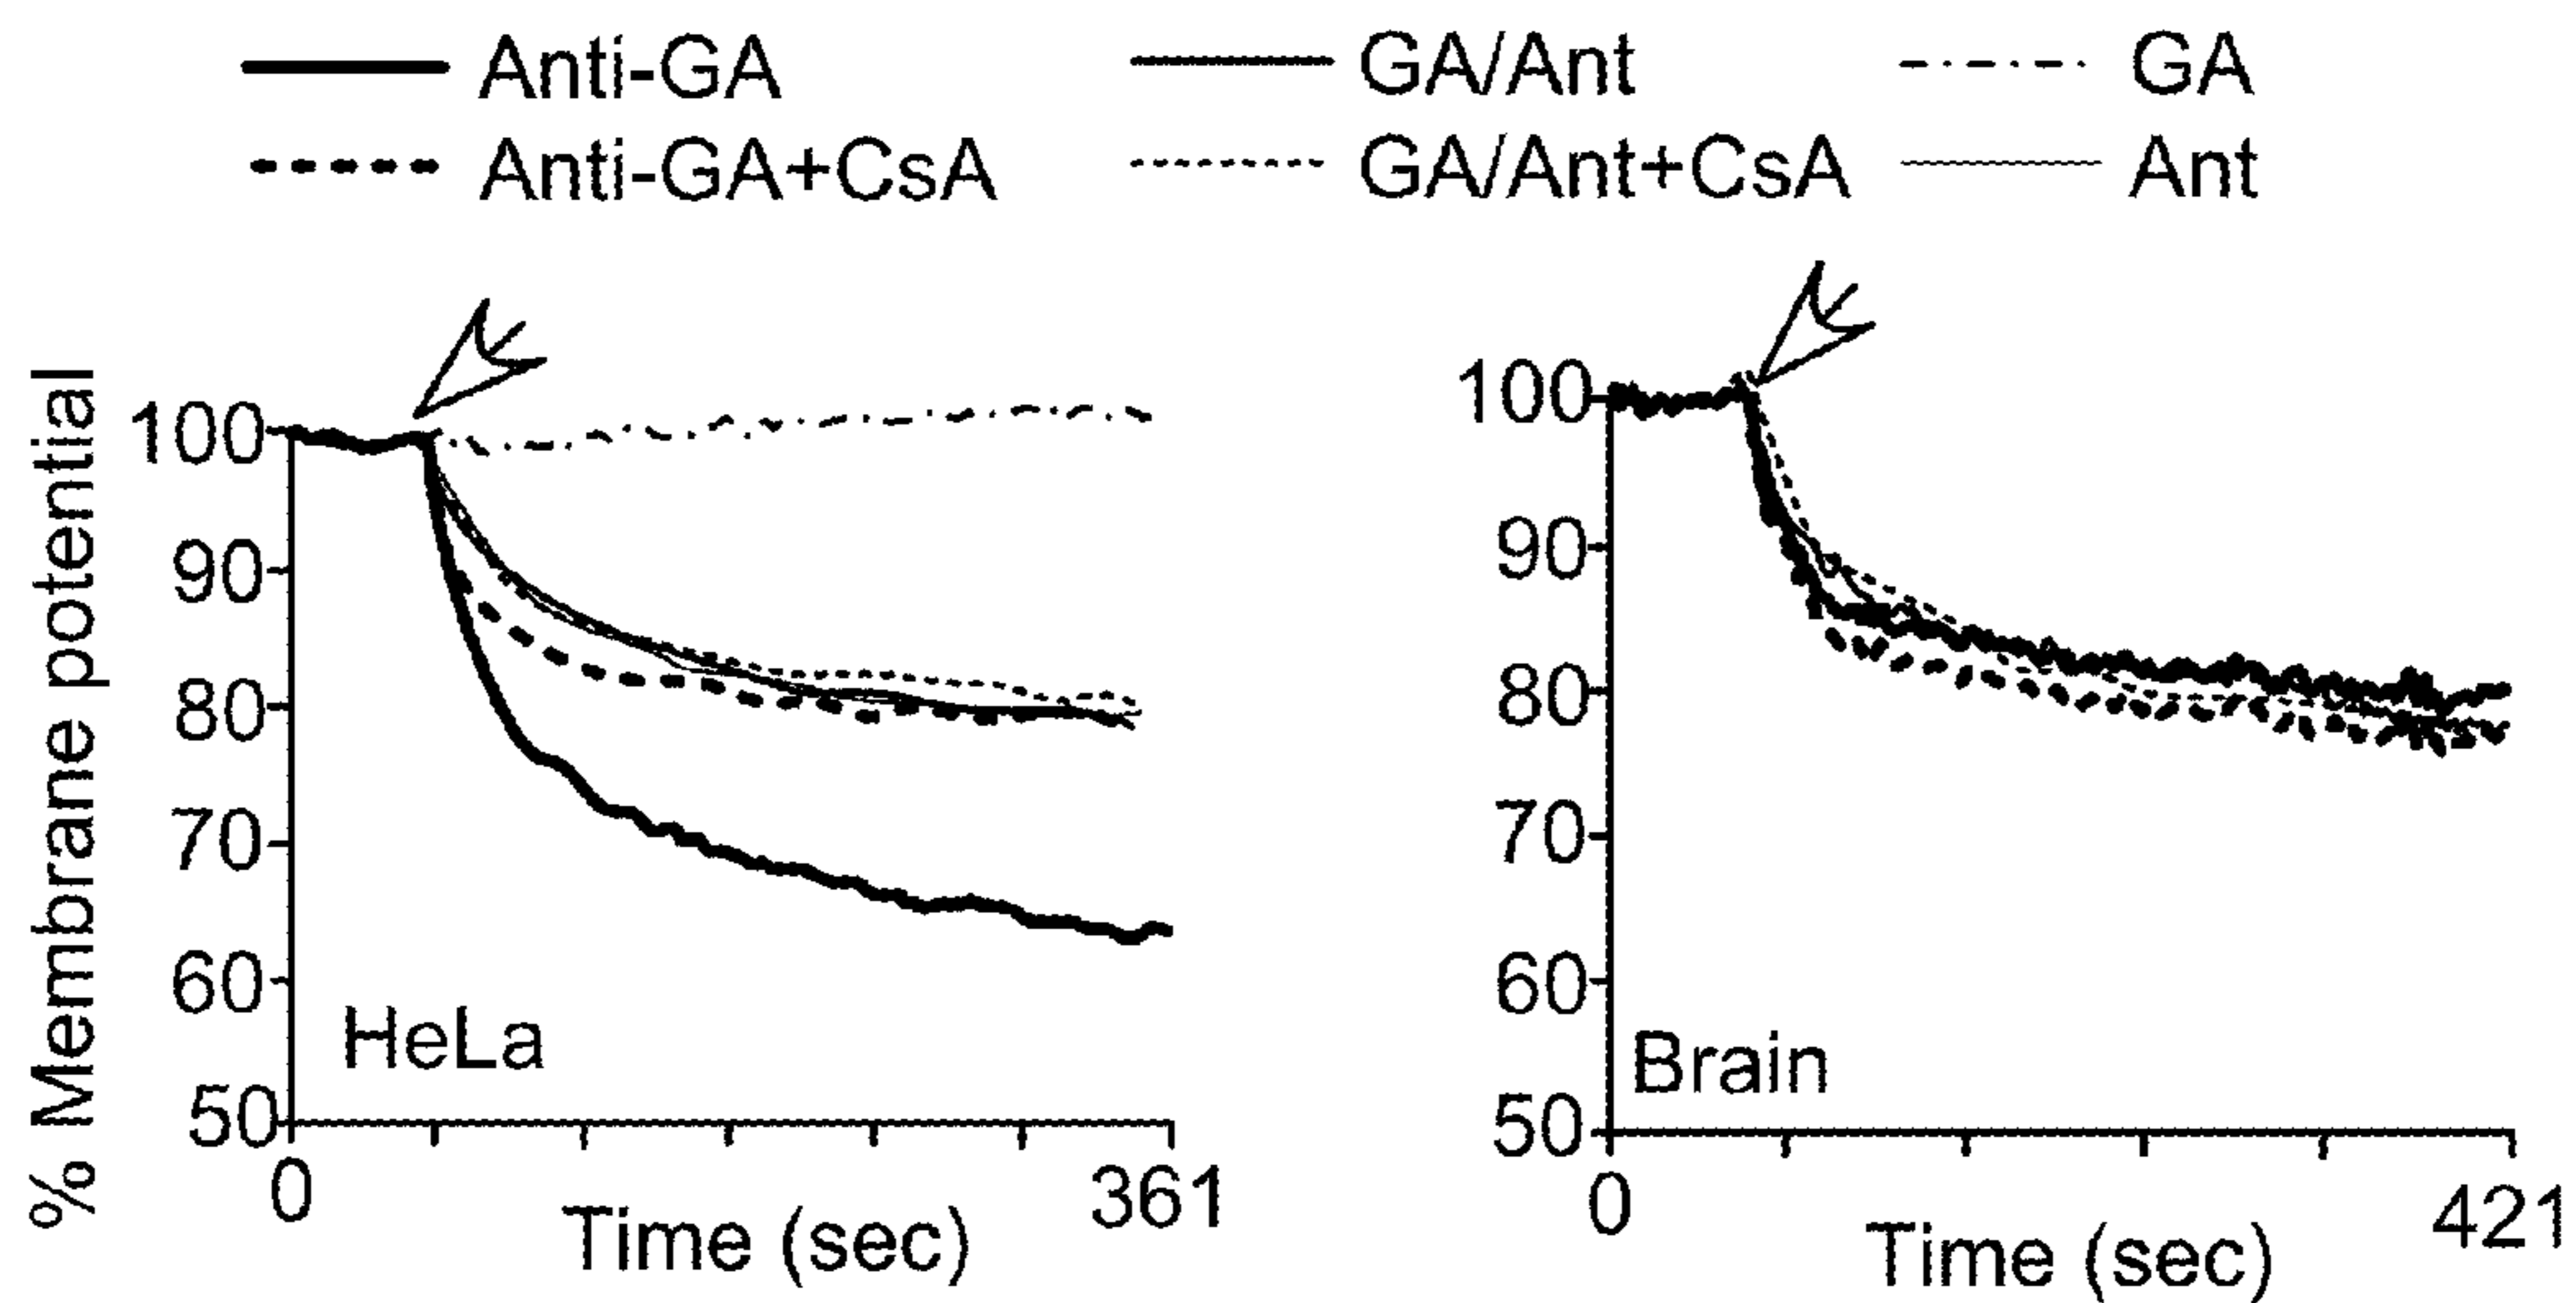 Anti-GA GA/Ant GA
Anti-GA+CsA GA/Ant+CsA Ant
% Membrane potential
100
90
80
70
60
50
HeLa
0 361
Time (sec)
100
90
80
70
60
50
Brain
0 421
Time (sec)